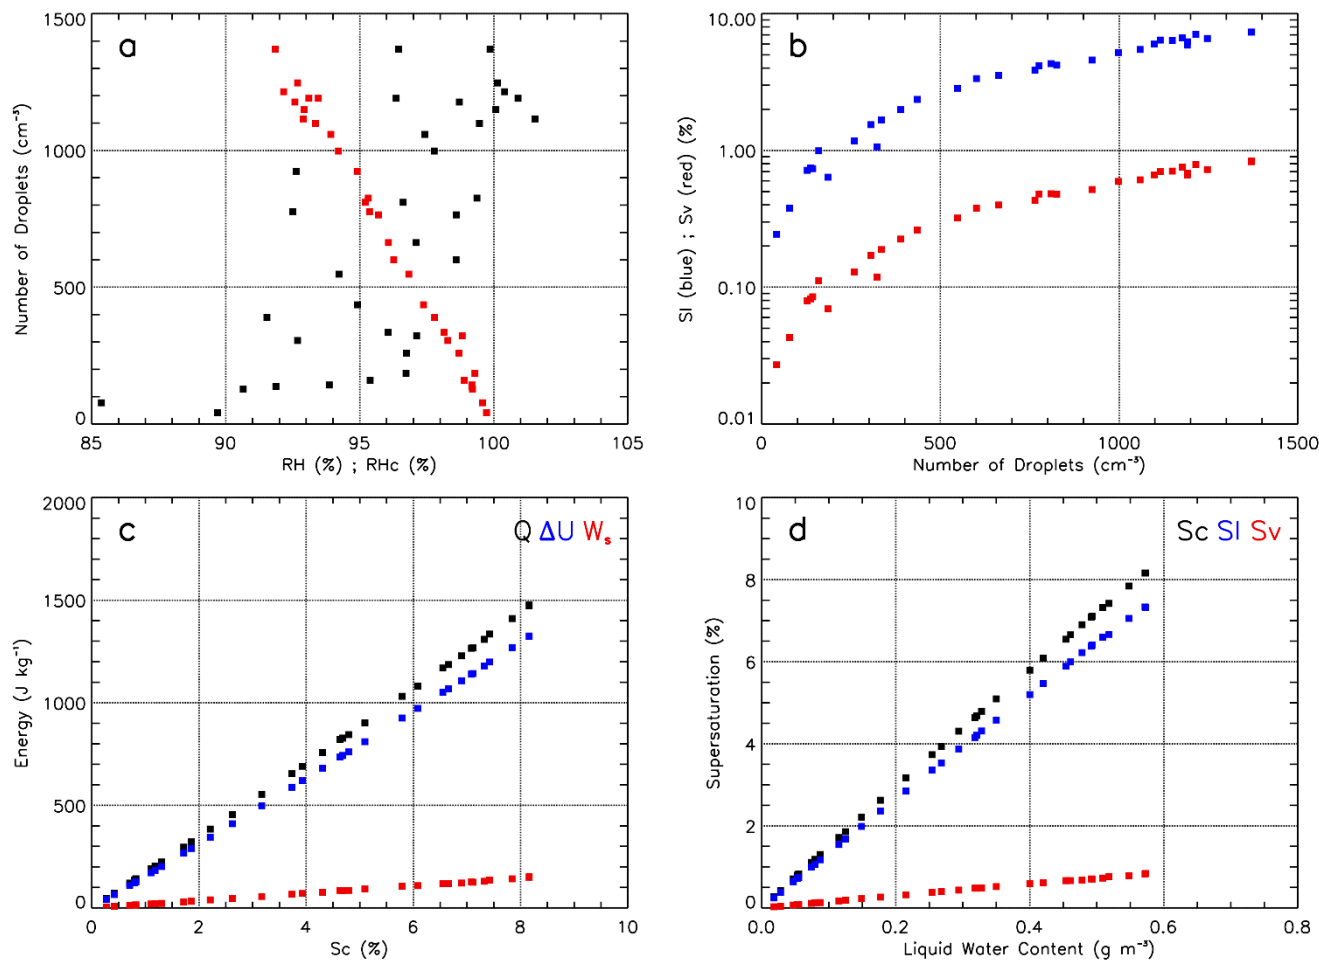 a
1500
1000
500
0
Number of Droplets (cm⁻³)
85 90 95 100 105
RH (%) ; RHc (%)
b
10.00
1.00
0.10
0.01
Sl (blue) ; Sv (red) (%)
0 500 1000 1500
Number of Droplets (cm⁻³)
c
Q ΔU Wₛ
2000
1500
1000
500
0
Energy (J kg⁻¹)
0 2 4 6 8 10
Sc (%)
d
Sc Sl Sv
10
8
6
4
2
0
Supersaturation (%)
0.0 0.2 0.4 0.6 0.8
Liquid Water Content (g m⁻³)